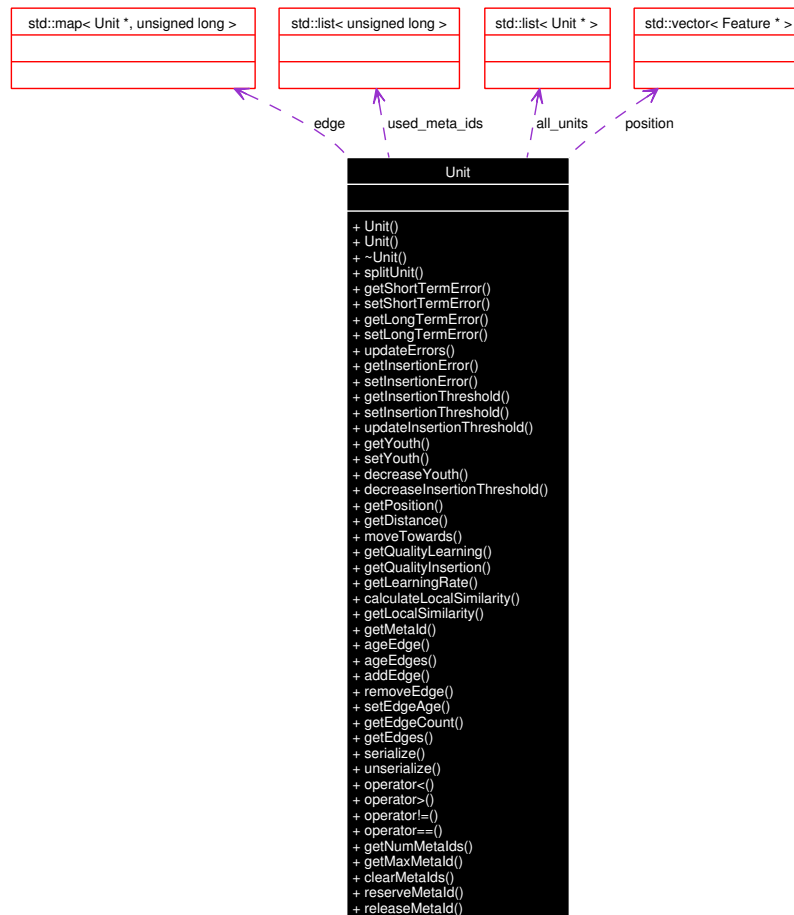 std::map< Unit *, unsigned long >
std::list< unsigned long >
std::list< Unit * >
std::vector< Feature * >
edge
used_meta_ids
all_units
position
Unit
+ Unit()
+ Unit()
+ ~Unit()
+ splitUnit()
+ getShortTermError()
+ setShortTermError()
+ getLongTermError()
+ setLongTermError()
+ updateErrors()
+ getInsertionError()
+ setInsertionError()
+ getInsertionThreshold()
+ setInsertionThreshold()
+ updateInsertionThreshold()
+ getYouth()
+ setYouth()
+ decreaseYouth()
+ decreaseInsertionThreshold()
+ getPosition()
+ getDistance()
+ moveTowards()
+ getQualityLearning()
+ getQualityInsertion()
+ getLearningRate()
+ calculateLocalSimilarity()
+ getLocalSimilarity()
+ getMetaId()
+ ageEdge()
+ ageEdges()
+ addEdge()
+ removeEdge()
+ setEdgeAge()
+ getEdgeCount()
+ getEdges()
+ serialize()
+ unserialize()
+ operator<()
+ operator>()
+ operator!=()
+ operator==()
+ getNumMetaIds()
+ getMaxMetaId()
+ clearMetaIds()
+ reserveMetaId()
+ releaseMetaId()